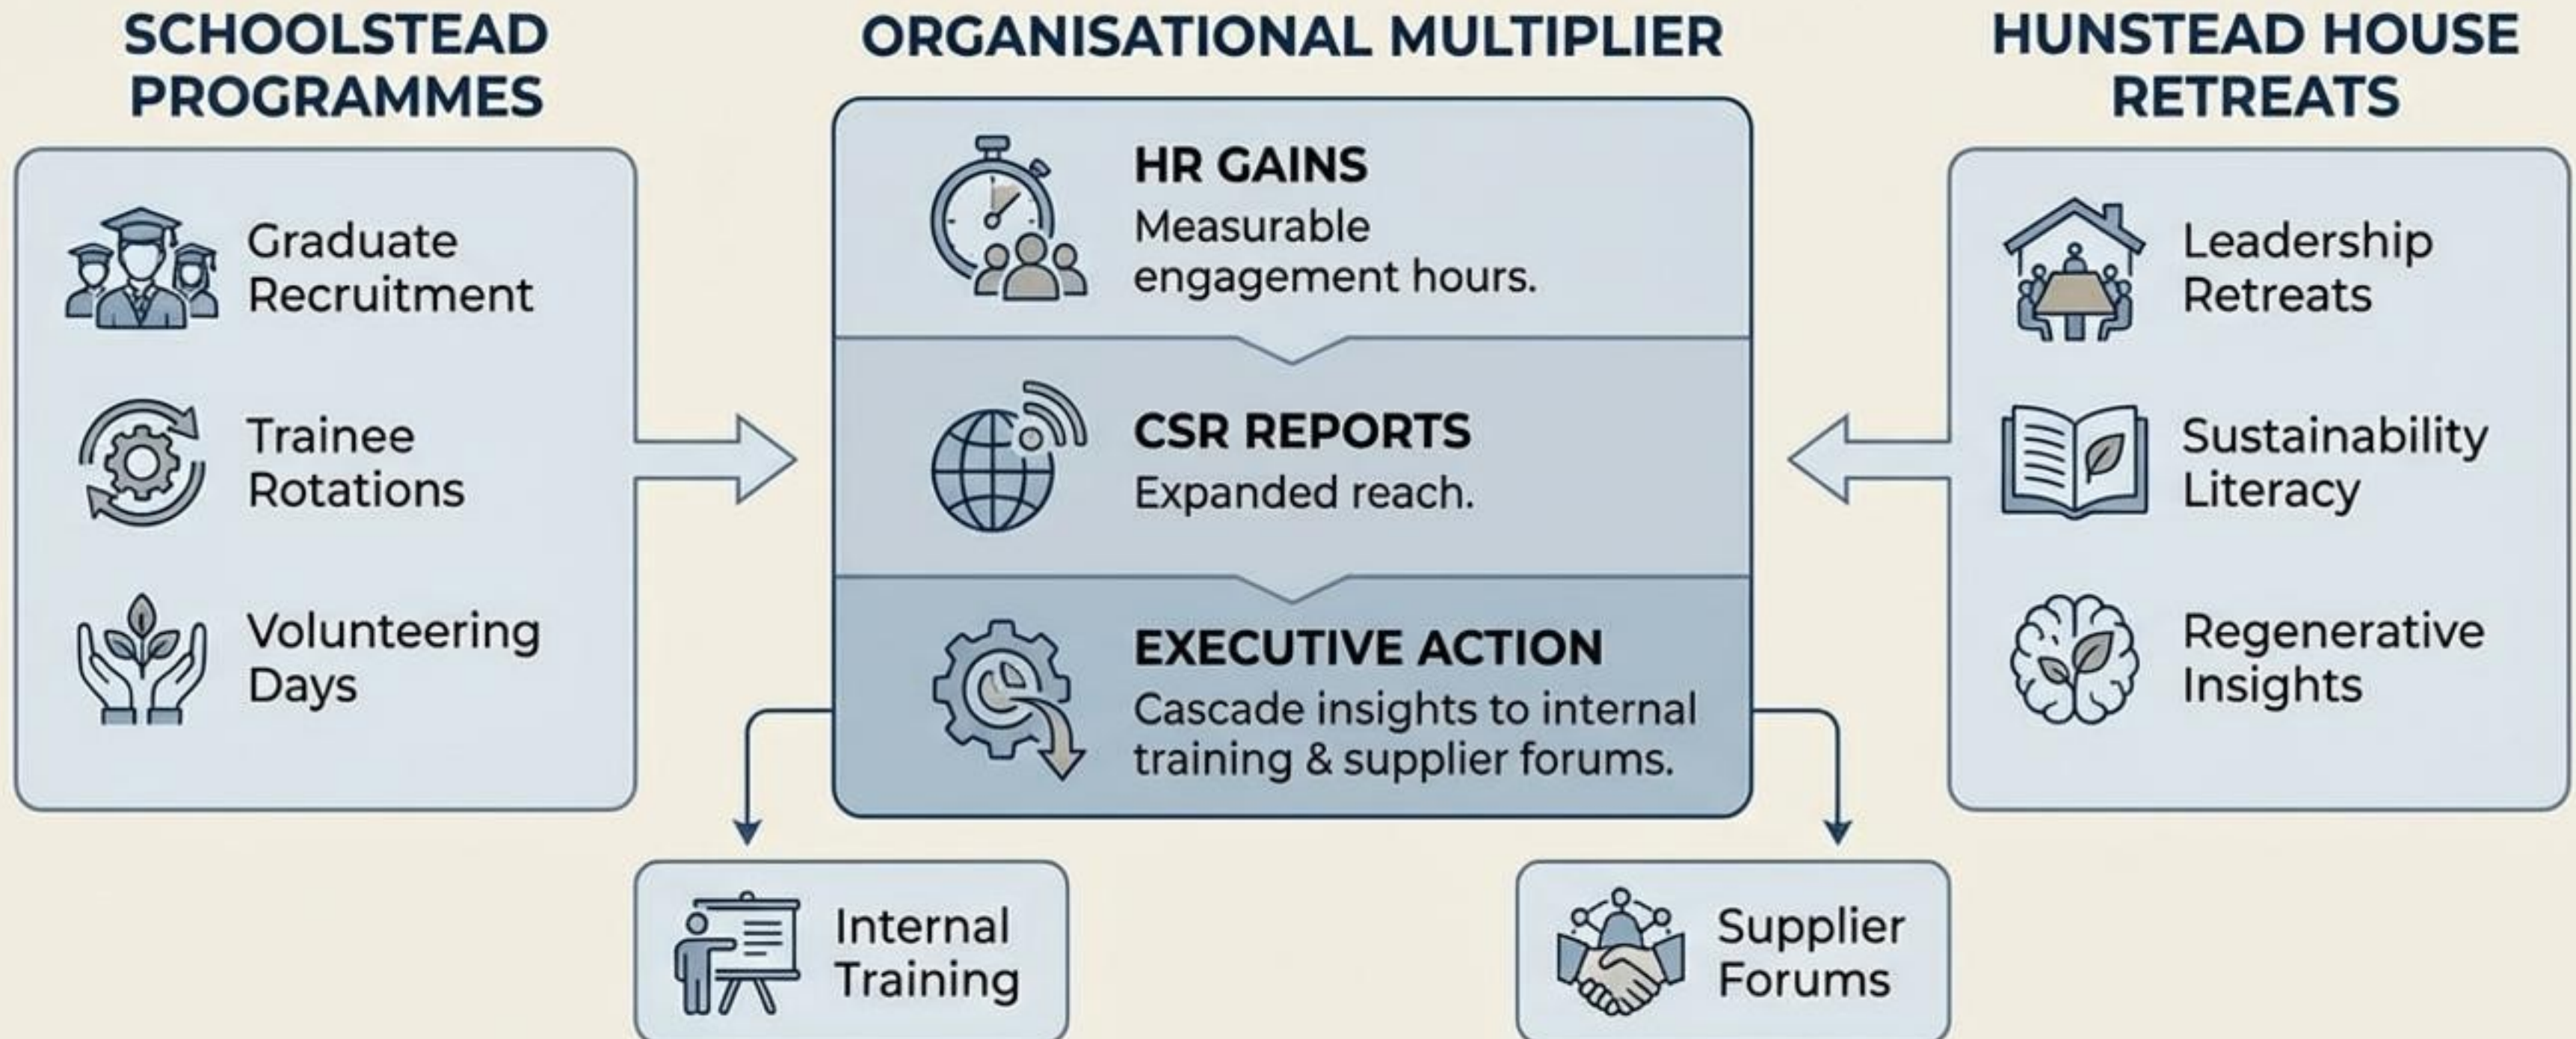 SCHOOLSTEAD
PROGRAMMES
Graduate
Recruitment
Trainee
Rotations
Volunteering
Days
ORGANISATIONAL MULTIPLIER
HR GAINS
Measurable
engagement hours.
CSR REPORTS
Expanded reach.
EXECUTIVE ACTION
Cascade insights to internal
training & supplier forums.
HUNSTEAD HOUSE
RETREATS
Leadership
Retreats
Sustainability
Literacy
Regenerative
Insights
Internal
Training
Supplier
Forums